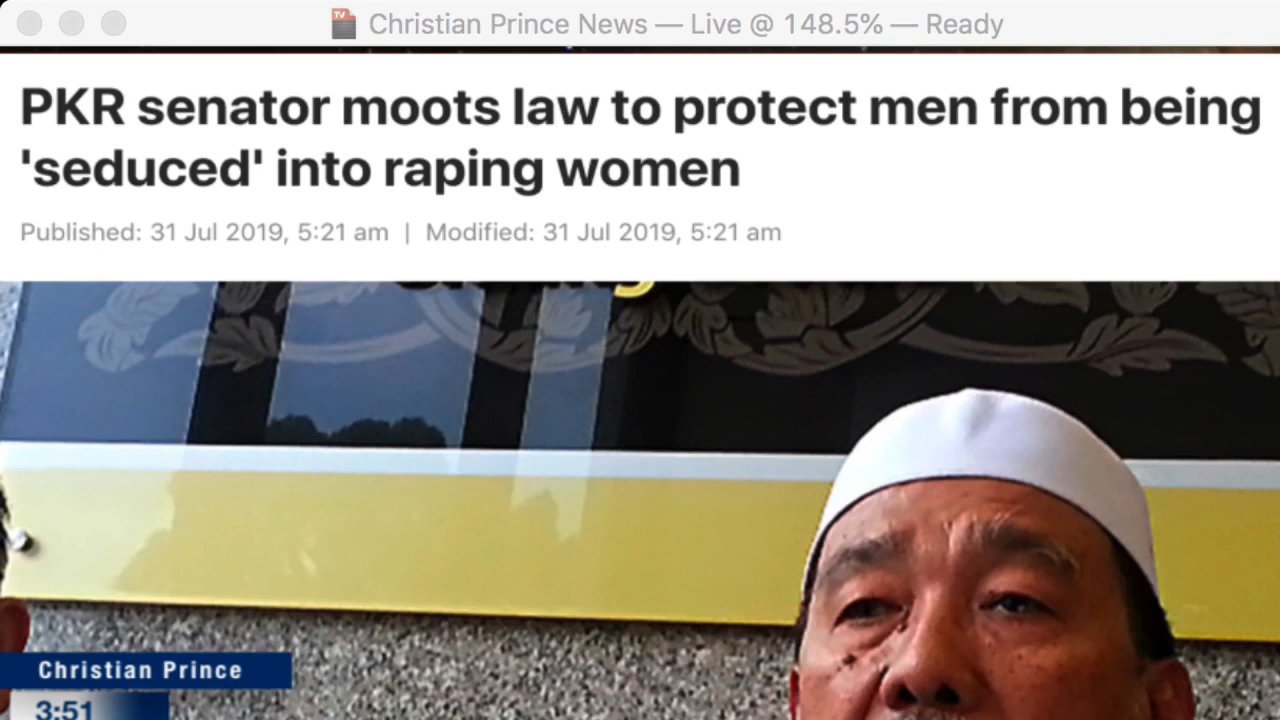 TV
Christian Prince News — Live @ 148.5% — Ready
PKR senator moots law to protect men from being
'seduced' into raping women
Published: 31 Jul 2019, 5:21 am | Modified: 31 Jul 2019, 5:21 am
Christian Prince
3:51